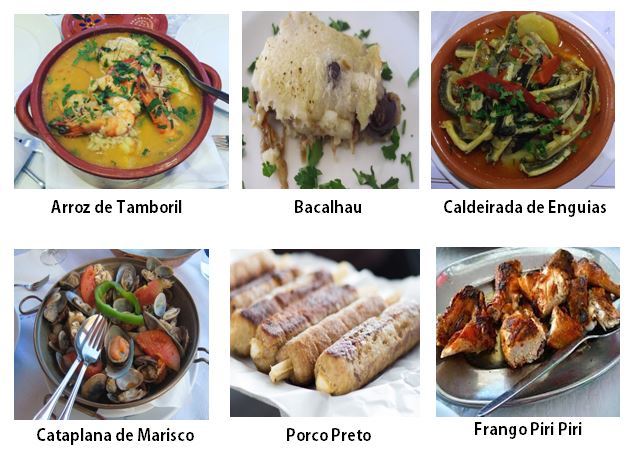 Arroz de Tamboril
Bacalhau
Caldeirada de Enguias
Cataplana de Marisco
Porco Preto
Frango Piri Piri